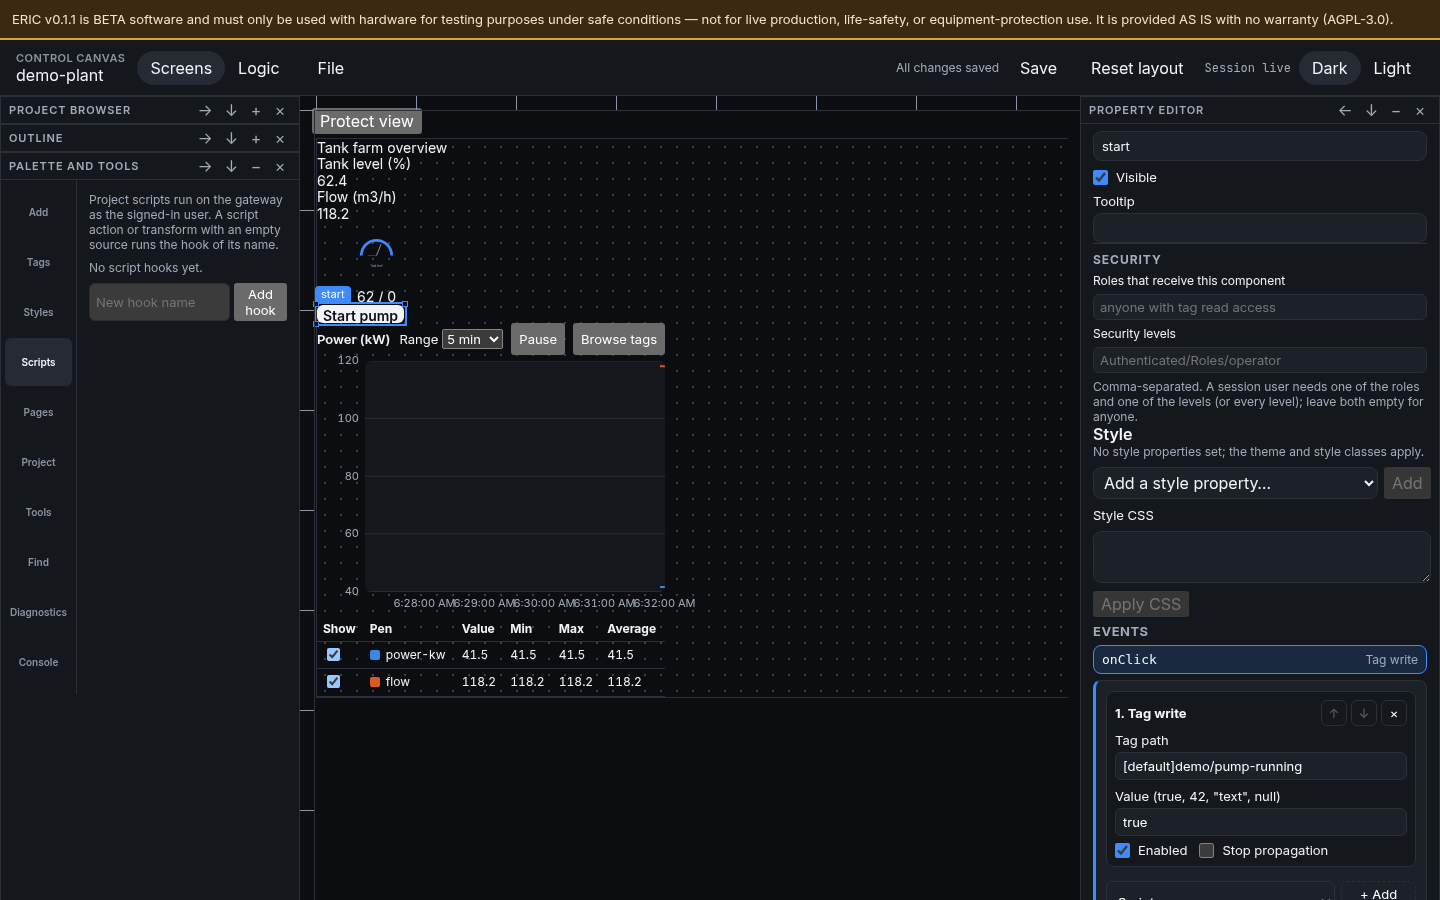 ERIC v0.1.1 is BETA software and must only be used with hardware for testing purposes under safe conditions — not for live production, life-safety, or equipment-protection use. It is provided AS IS with no warranty (AGPL-3.0).
CONTROL CANVAS
demo-plant
Screens
Logic
File
All changes saved
Save
Reset layout
Session live
Dark
Light
PROJECT BROWSER
OUTLINE
PALETTE AND TOOLS
Add
Tags
Styles
Scripts
Pages
Project
Tools
Find
Diagnostics
Console
Project scripts run on the gateway
as the signed-in user. A script
action or transform with an empty
source runs the hook of its name.
No script hooks yet.
New hook name
Add
hook
Protect view
Tank farm overview
Tank level (%)
62.4
Flow (m3/h)
118.2
62 / 0
start
Start pump
Power (kW)
Range
5 min
Pause
Browse tags
120
100
80
60
40
6:28:00 AM
6:29:00 AM
6:30:00 AM
6:31:00 AM
6:32:00 AM
Show Pen Value Min Max Average
power-kw 41.5 41.5 41.5 41.5
flow 118.2 118.2 118.2 118.2
PROPERTY EDITOR
start
Visible
Tooltip
SECURITY
Roles that receive this component
anyone with tag read access
Security levels
Authenticated/Roles/operator
Comma-separated. A session user needs one of the roles
and one of the levels (or every level); leave both empty for
anyone.
Style
No style properties set; the theme and style classes apply.
Add a style property...
Add
Style CSS
Apply CSS
EVENTS
onClick
Tag write
1. Tag write
Tag path
[default]demo/pump-running
Value (true, 42, "text", null)
true
Enabled
Stop propagation
+ Add